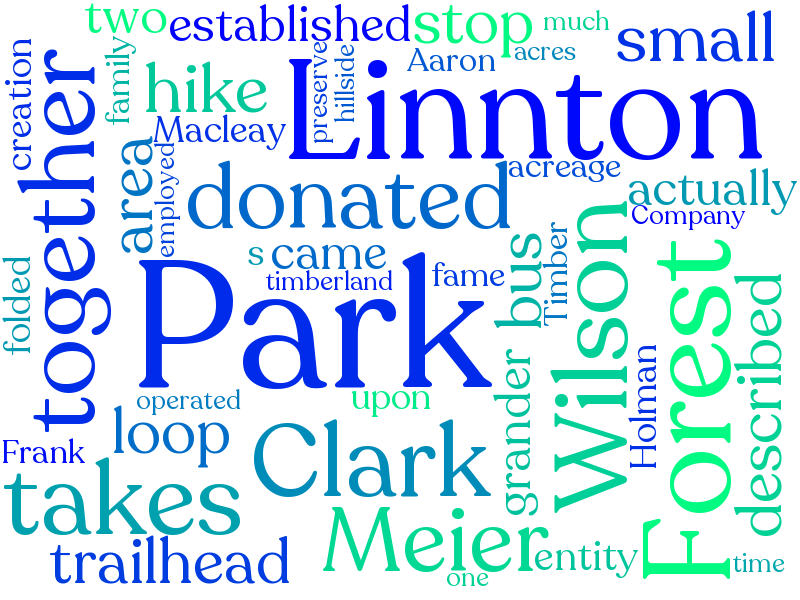 two
established
stop
much
small
Aaron
acres
creation
together
family
hike
Macleay
preserve
hillside
Linnton
area
employed
donated
acreage
actually
Company
s
came
timberland
fame
bus
Timber
Wilson
Forest
folded
Park
described
operated
upon
grander
Holman
loop
Clark
Frank
takes
Meier
entity
trailhead
one
time